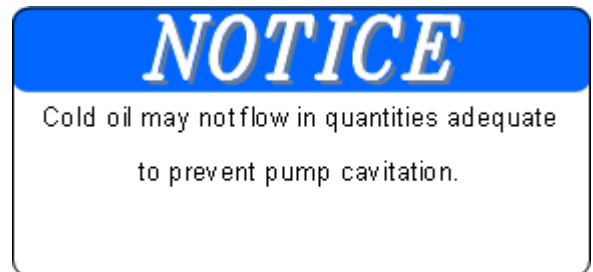 NOTICE
Cold oil may not flow in quantities adequate
to prevent pump cavitation.